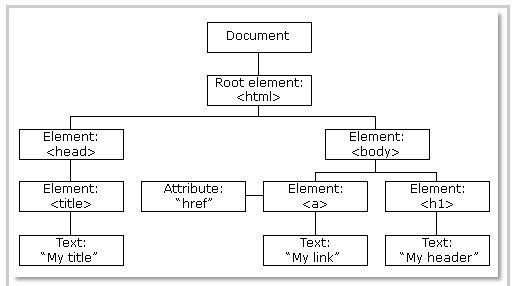 Document
Root element:
<html>
Element:
<head>
Element:
<body>
Element:
<title>
Attribute:
“href”
Element:
<a>
Element:
<h1>
Text:
“My title”
Text:
“My link”
Text:
“My header”